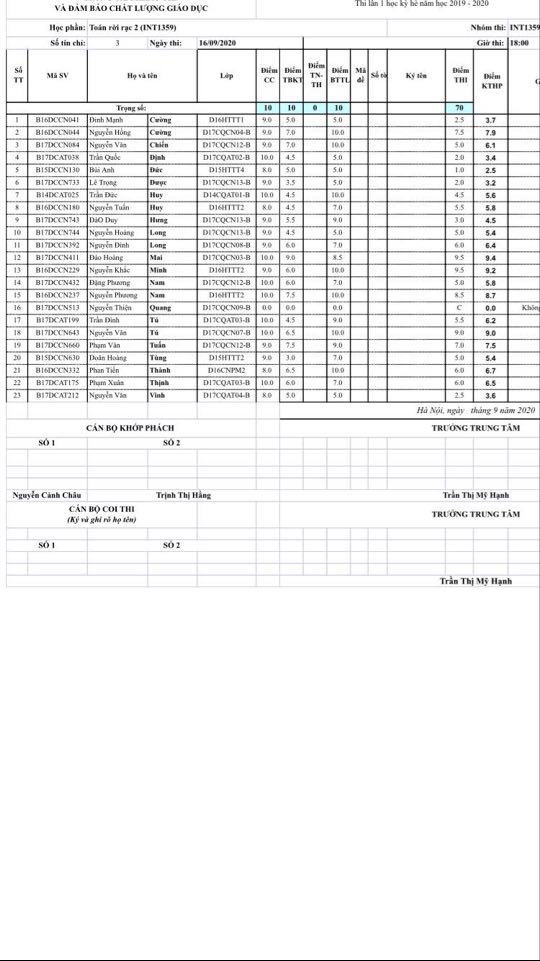 VÀ ĐẢM BẢO CHẤT LƯỢNG GIÁO DỤC
Thi lần 1 học kỳ hè năm học 2019 - 2020
Học phần: Toán rời rạc 2 (INT1359) Nhóm thi: INT1359
Số tín chỉ: 3 Ngày thi: 16/09/2020 Giờ thi: 18:00
Số TT Mã SV Họ và tên Lớp Điểm CC Điểm TBKT Điểm TN-TH Điểm BTTL Mã đề Số tờ Ký tên Điểm THI Điểm KTHP G
Trọng số: 10 10 0 10 70
1 B16DCCN041 Đinh Mạnh Cường D16HTTT1 9.0 5.0 5.0 2.5 3.7
2 B16DCCN044 Nguyễn Hồng Cường D17CQCN04-B 9.0 7.0 10.0 7.5 7.9
3 B17DCCN084 Nguyễn Văn Chiến D17CQCN12-B 9.0 7.0 10.0 5.0 6.1
4 B17DCAT038 Trần Quốc Định D17CQAT02-B 10.0 4.5 5.0 2.0 3.4
5 B15DCCN130 Bùi Anh Đức D15HTTT4 8.0 5.0 5.0 1.0 2.5
6 B17DCCN733 Lê Trọng Dược D17CQCN13-B 9.0 3.5 5.0 2.0 3.2
7 B14DCAT025 Trần Đức Huy D14CQAT01-B 10.0 4.5 10.0 4.5 5.6
8 B16DCCN180 Nguyễn Tuấn Huy D16HTTT2 8.0 4.5 7.0 5.5 5.8
9 B17DCCN743 ĐàO Duy Hưng D17CQCN13-B 9.0 5.5 9.0 3.0 4.5
10 B17DCCN744 Nguyễn Hoàng Long D17CQCN13-B 9.0 4.5 5.0 5.0 5.4
11 B17DCCN392 Nguyễn Đình Long D17CQCN08-B 9.0 6.0 7.0 6.0 6.4
12 B17DCCN411 Đào Hoàng Mai D17CQCN03-B 9.0 9.0 8.5 9.5 9.4
13 B16DCCN229 Nguyễn Khắc Minh D16HTTT2 9.0 6.0 10.0 9.5 9.2
14 B17DCCN432 Đặng Phương Nam D17CQCN12-B 10.0 6.0 7.0 5.0 5.8
15 B16DCCN237 Nguyễn Phương Nam D16HTTT2 10.0 7.5 10.0 8.5 8.7
16 B17DCCN513 Nguyễn Thiện Quang D17CQCN09-B 0.0 0.0 0.0 C 0.0 Không
17 B17DCAT199 Trần Đình Tú D17CQAT03-B 10.0 4.5 9.0 5.5 6.2
18 B17DCCN643 Nguyễn Văn Tú D17CQCN07-B 10.0 6.5 10.0 9.0 9.0
19 B17DCCN660 Phạm Văn Tuấn D17CQCN12-B 9.0 7.5 9.0 7.0 7.5
20 B15DCCN630 Doãn Hoàng Tùng D15HTTT2 9.0 3.0 7.0 5.0 5.4
21 B16DCCN332 Phan Tiến Thành D16CNPM2 8.0 6.5 10.0 6.0 6.7
22 B17DCAT175 Phạm Xuân Thịnh D17CQAT03-B 10.0 6.0 7.0 6.0 6.5
23 B17DCAT212 Nguyễn Văn Vinh D17CQAT04-B 8.0 5.0 5.0 2.5 3.6
Hà Nội, ngày tháng 9 năm 2020
CÁN BỘ KHỚP PHÁCH TRƯỞNG TRUNG TÂM
SỐ 1 SỐ 2
Nguyễn Cảnh Châu Trịnh Thị Hằng Trần Thị Mỹ Hạnh
CÁN BỘ COI THI TRƯỞNG TRUNG TÂM
(Ký và ghi rõ họ tên)
SỐ 1 SỐ 2
Trần Thị Mỹ Hạnh